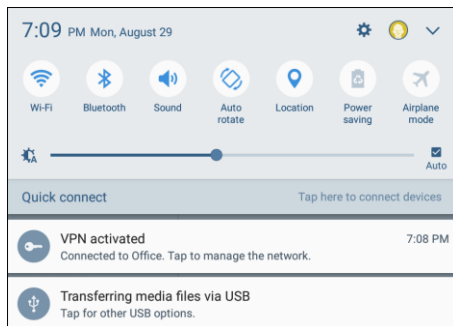 7:09 PM Mon, August 29
Wi-Fi Bluetooth Sound Auto rotate Location Power saving Airplane mode
A
Auto
Quick connect Tap here to connect devices
VPN activated 7:08 PM
Connected to Office. Tap to manage the network.
Transferring media files via USB
Tap for other USB options.